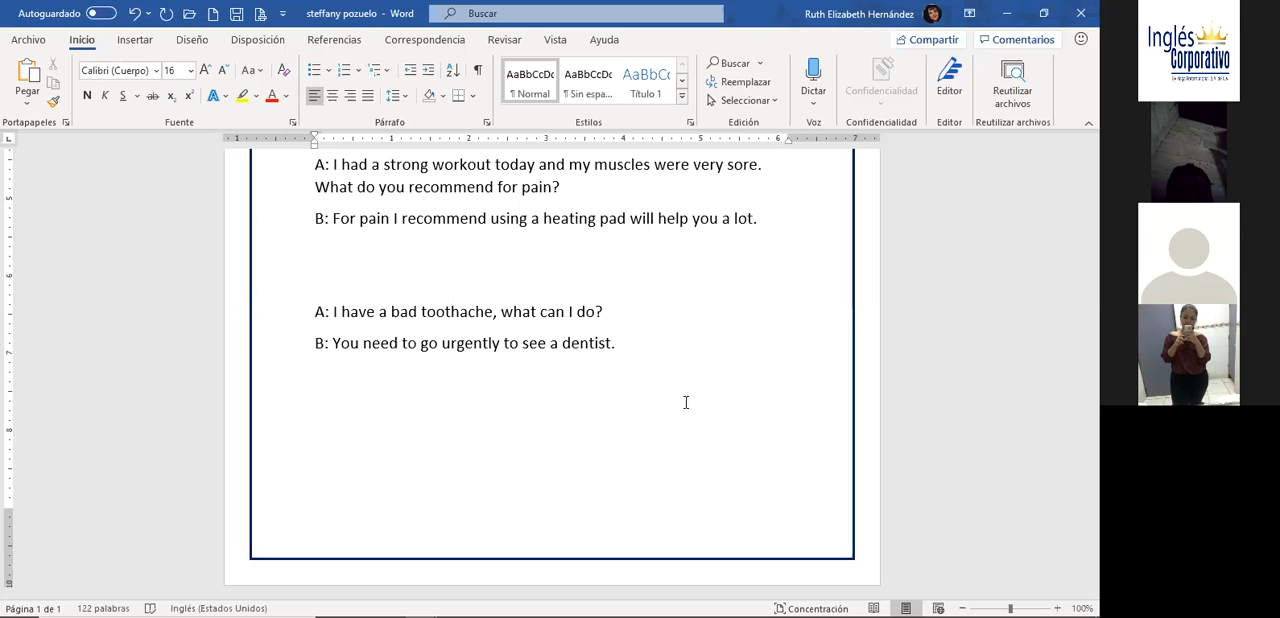 Autoguardado
steffany pozuelo - Word
Buscar
Ruth Elizabeth Hernández
Archivo Inicio Insertar Diseño Disposición Referencias Correspondencia Revisar Vista Ayuda
Compartir Comentarios
Pegar
Calibri (Cuerpo) 16
N K S ab x₂ x²
AaBbCcDc AaBbCcDc AaBbCc
¶ Normal ¶ Sin espa... Título 1
Buscar
Reemplazar
Seleccionar
Dictar
Confidencialidad
Editor
Reutilizar archivos
Portapapeles Fuente Párrafo Estilos Edición Voz Confidencialidad Editor Reutilizar archivos
A: I had a strong workout today and my muscles were very sore.
What do you recommend for pain?
B: For pain I recommend using a heating pad will help you a lot.
A: I have a bad toothache, what can I do?
B: You need to go urgently to see a dentist.
Página 1 de 1 122 palabras Inglés (Estados Unidos) Concentración 100%
Inglés
Corporativo